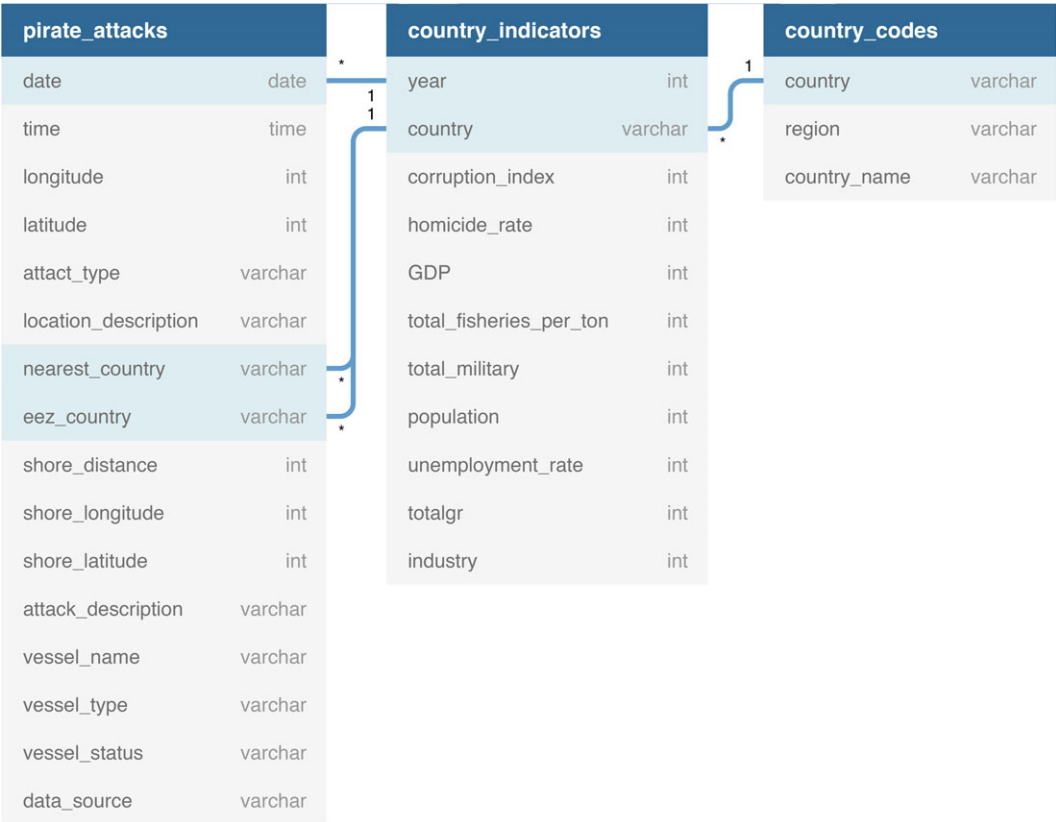 pirate_attacks
date date
time time
longitude int
latitude int
attact_type varchar
location_description varchar
nearest_country varchar
eez_country varchar
shore_distance int
shore_longitude int
shore_latitude int
attack_description varchar
vessel_name varchar
vessel_type varchar
vessel_status varchar
data_source varchar
*
1
1
*
*
country_indicators
year int
country varchar
corruption_index int
homicide_rate int
GDP int
total_fisheries_per_ton int
total_military int
population int
unemployment_rate int
totalgr int
industry int
1
*
country_codes
country varchar
region varchar
country_name varchar